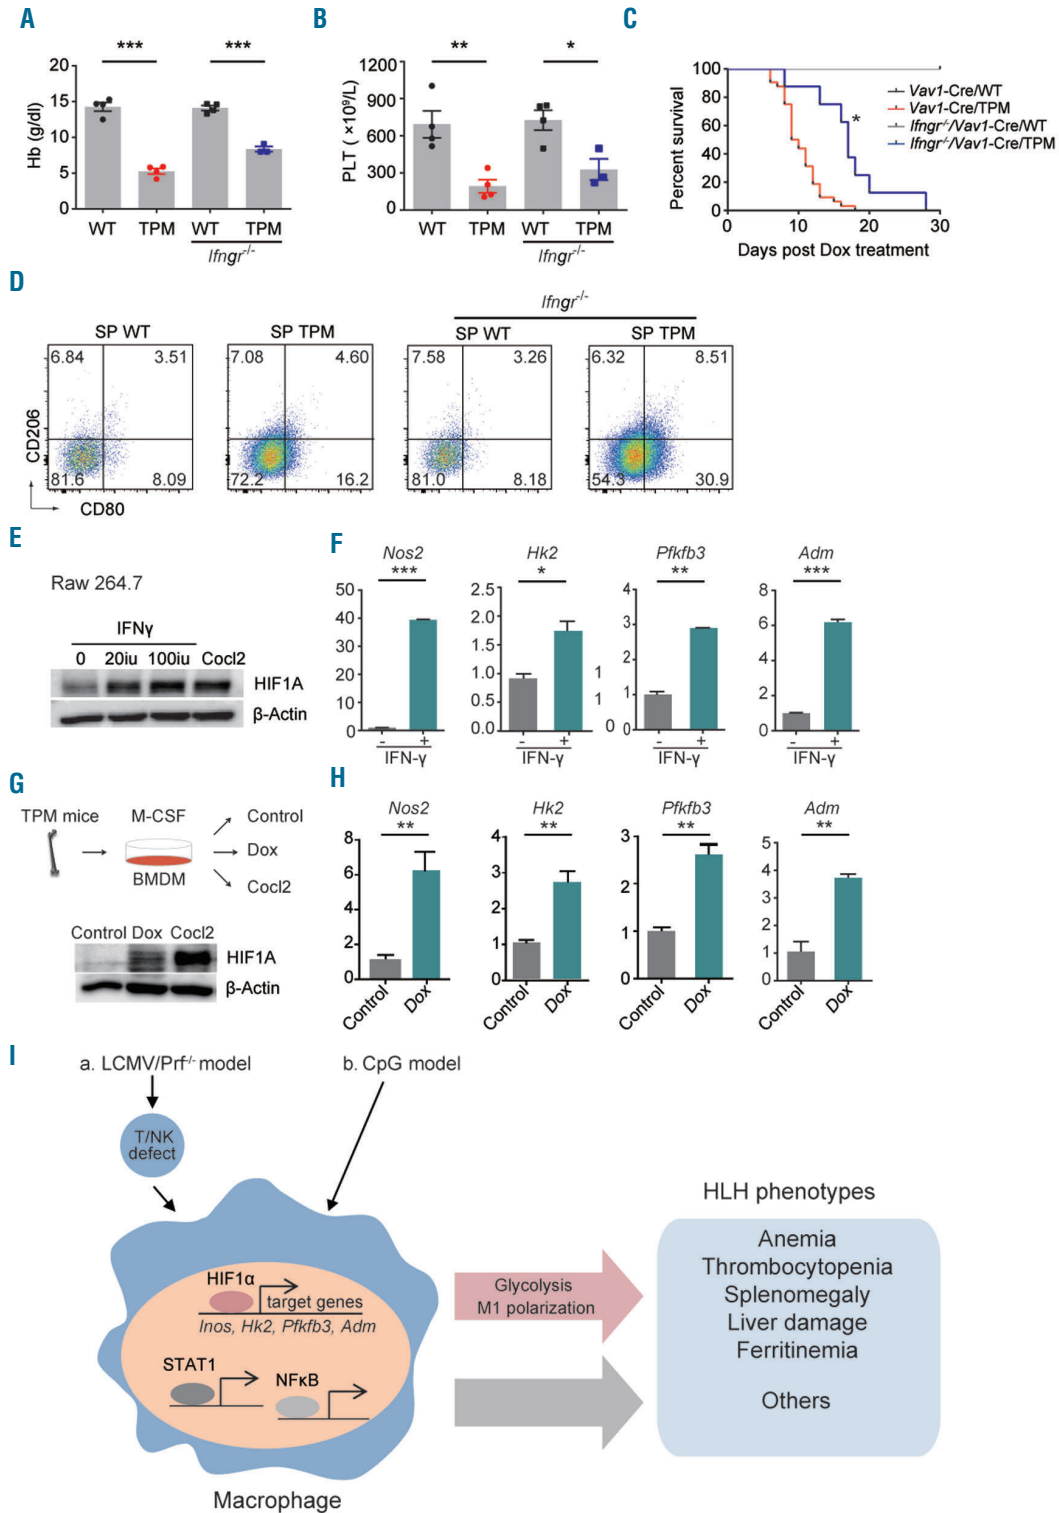 A
B
C
***
***
20
15
10
5
0
Hb (g/dl)
WT
TPM
WT
TPM
Ifngr-/-
**
*
1200
900
600
300
0
PLT ( ×10⁹/L)
WT
TPM
WT
TPM
Ifngr-/-
100
80
60
40
20
0
Percent survival
Vav1-Cre/WT
Vav1-Cre/TPM
Ifngr-/-/Vav1-Cre/WT
Ifngr-/-/Vav1-Cre/TPM
*
0
10
20
30
Days post Dox treatment
D
Ifngr-/-
SP WT
SP TPM
SP WT
SP TPM
6.84
3.51
81.6
8.09
7.08
4.60
72.2
16.2
7.58
3.26
81.0
8.18
6.32
8.51
54.3
30.9
CD206
CD80
E
Raw 264.7
IFNγ
0
20iu
100iu
Cocl2
HIF1A
β-Actin
F
Nos2
***
50
40
30
20
10
0
-
+
IFN-γ
Hk2
*
2.5
2.0
1.5
1.0
0.5
0.0
-
+
IFN-γ
1
1
0
Pfkfb3
**
4
3
2
1
0
-
+
IFN-γ
Adm
***
8
6
4
2
0
-
+
IFN-γ
G
TPM mice
M-CSF
BMDM
Control
Dox
Cocl2
Control Dox Cocl2
HIF1A
β-Actin
H
Nos2
**
8
6
4
2
0
Control
Dox
Hk2
**
4
3
2
1
0
Control
Dox
Pfkfb3
**
3
2
1
0
Control
Dox
Adm
**
5
4
3
2
1
0
Control
Dox
I
a. LCMV/Prf-/- model
b. CpG model
T/NK
defect
HIF1α
target genes
Inos, Hk2, Pfkfb3, Adm
STAT1
NFκB
Macrophage
Glycolysis
M1 polarization
HLH phenotypes
Anemia
Thrombocytopenia
Splenomegaly
Liver damage
Ferritinemia
Others